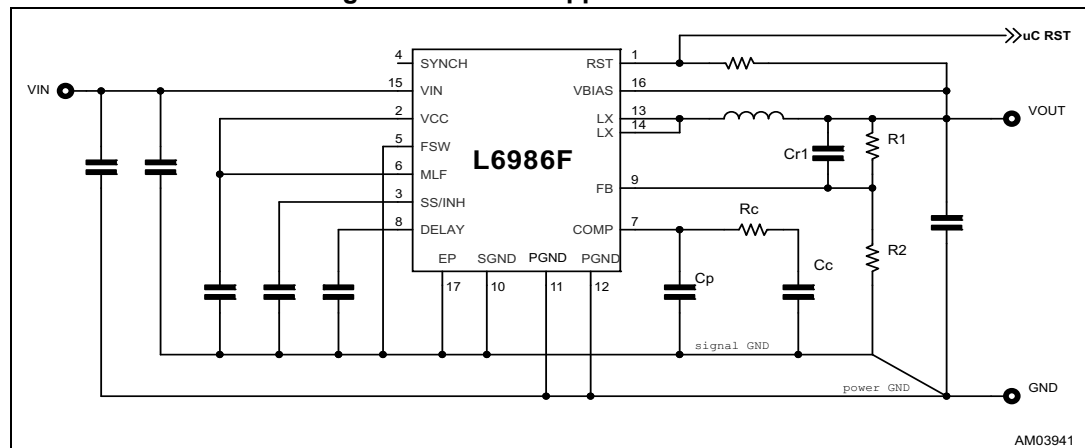 uC RST
4
SYNCH
RST
1
15
VIN
VIN
VBIAS
16
2
VCC
LX
13
LX
14
VOUT
5
FSW
L6986F
Cr1
R1
6
MLF
FB
9
3
SS/INH
8
DELAY
COMP
7
Rc
R2
EP
SGND
PGND
PGND
Cp
Cc
17
10
11
12
signal GND
power GND
GND
AM03941